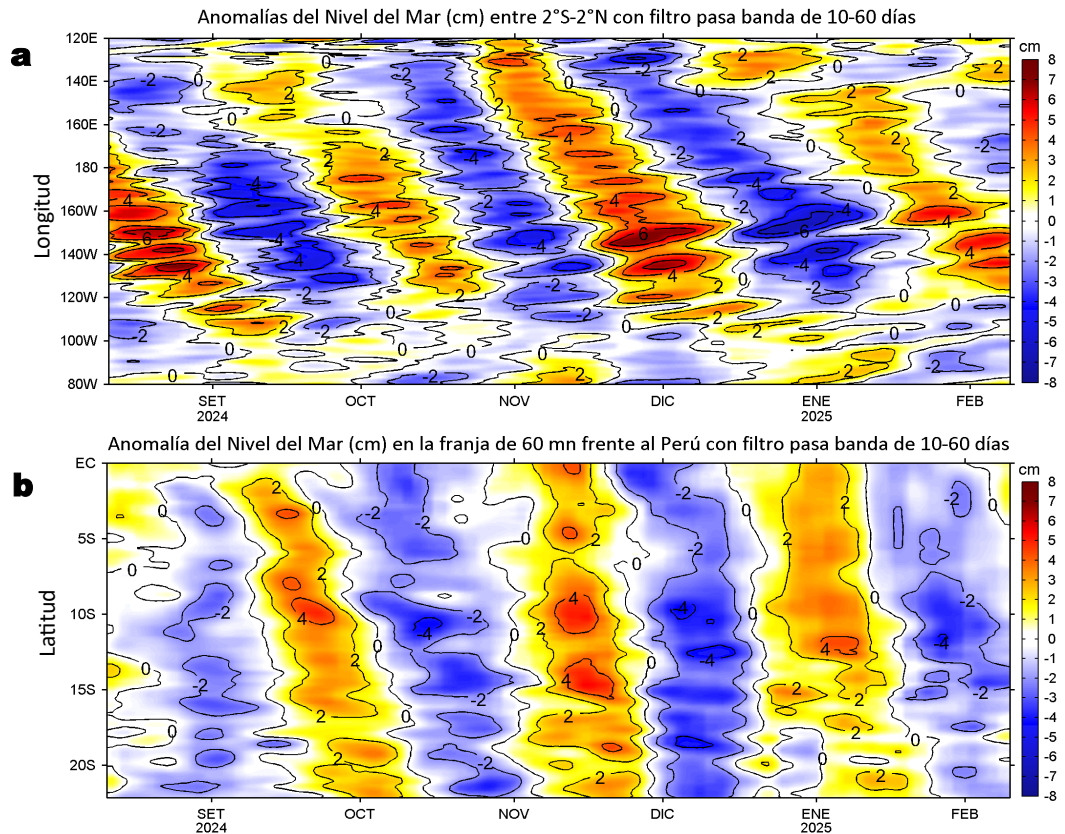 Anomalías del Nivel del Mar (cm) entre 2°S-2°N con filtro pasa banda de 10-60 días
a
Longitud
120E
140E
160E
180
160W
140W
120W
100W
80W
SET
2024
OCT
NOV
DIC
ENE
2025
FEB
cm
8
7
6
5
4
3
2
1
0
-1
-2
-3
-4
-5
-6
-7
-8
Anomalía del Nivel del Mar (cm) en la franja de 60 mn frente al Perú con filtro pasa banda de 10-60 días
b
Latitud
EC
5S
10S
15S
20S
SET
2024
OCT
NOV
DIC
ENE
2025
FEB
cm
8
7
6
5
4
3
2
1
0
-1
-2
-3
-4
-5
-6
-7
-8